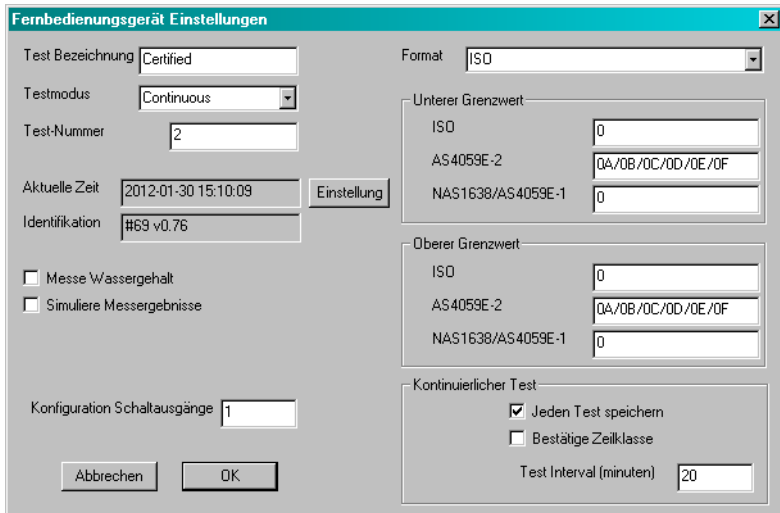 Fernbedienungsgerät Einstellungen
Test Bezeichnung Certified
Testmodus Continuous
Test-Nummer 2
Aktuelle Zeit 2012-01-30 15:10:09 Einstellung
Identifikation #69 v0.76
Messe Wassergehalt
Simuliere Messergebnisse
Konfiguration Schaltausgänge 1
Abbrechen OK
Format ISO
Unterer Grenzwert
ISO 0
AS4059E-2 0A/0B/0C/0D/0E/0F
NAS1638/AS4059E-1 0
Oberer Grenzwert
ISO 0
AS4059E-2 0A/0B/0C/0D/0E/0F
NAS1638/AS4059E-1 0
Kontinuierlicher Test
Jeden Test speichern
Bestätige Zeilklasse
Test Interval (minuten) 20